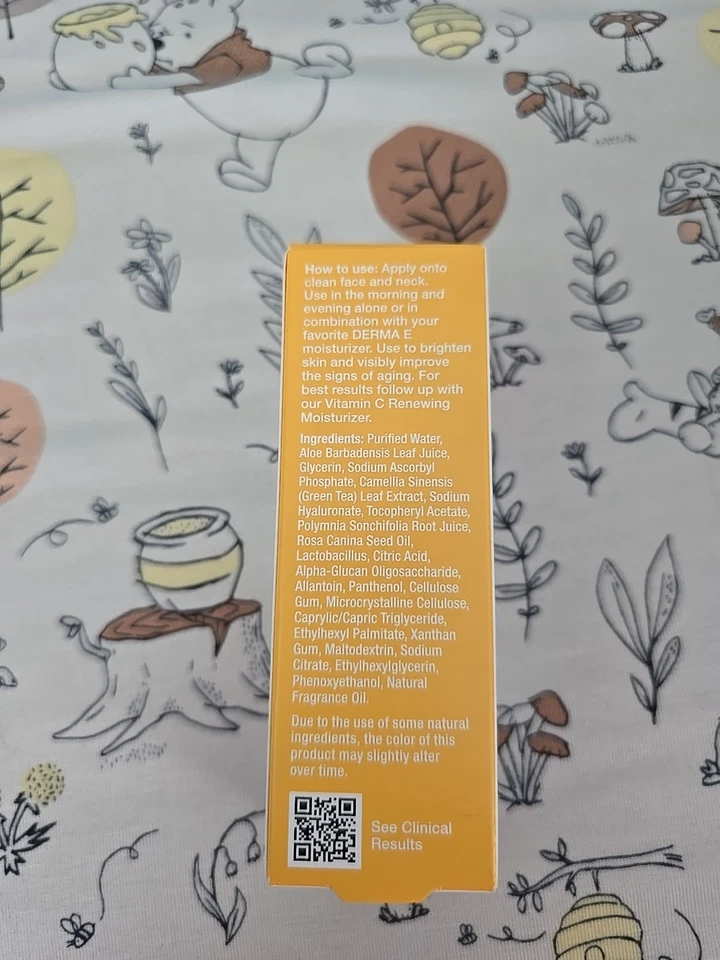 How to use: Apply onto
clean face and neck.
Use in the morning and
evening alone or in
combination with your
favorite DERMA E
moisturizer. Use to brighten
skin and visibly improve
the signs of aging. For
best results follow up with
our Vitamin C Renewing
Moisturizer.
Ingredients: Purified Water,
Aloe Barbadensis Leaf Juice,
Glycerin, Sodium Ascorbyl
Phosphate, Camellia Sinensis
(Green Tea) Leaf Extract, Sodium
Hyaluronate, Tocopheryl Acetate,
Polymnia Sonchifolia Root Juice,
Rosa Canina Seed Oil,
Lactobacillus, Citric Acid,
Alpha-Glucan Oligosaccharide,
Allantoin, Panthenol, Cellulose
Gum, Microcrystalline Cellulose,
Caprylic/Capric Triglyceride,
Ethylhexyl Palmitate, Xanthan
Gum, Maltodextrin, Sodium
Citrate, Ethylhexylglycerin,
Phenoxyethanol, Natural
Fragrance Oil.
Due to the use of some natural
ingredients, the color of this
product may slightly alter
over time.
See Clinical
Results